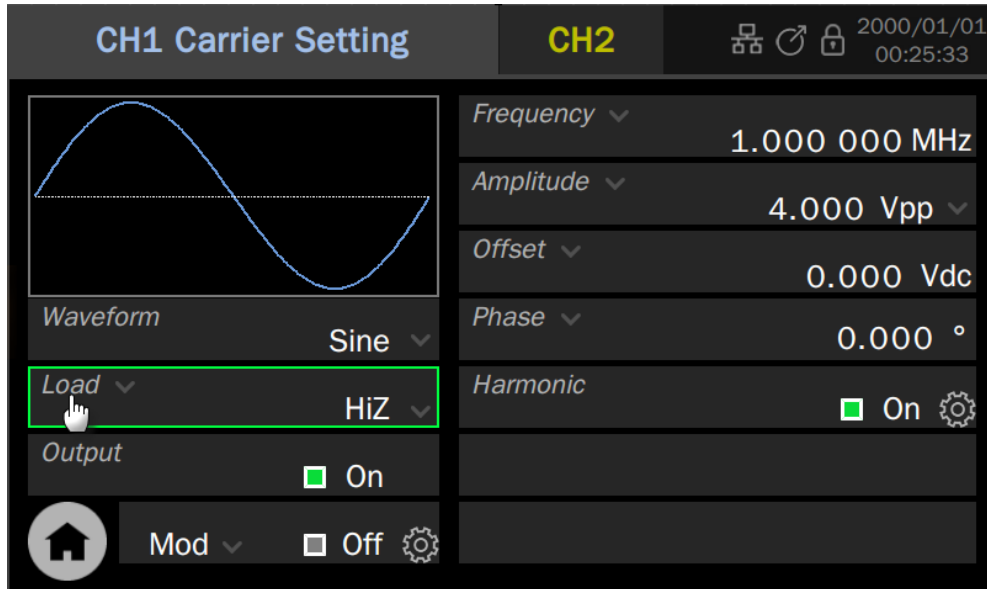 CH1 Carrier Setting
CH2
2000/01/01
00:25:33
Waveform
Sine
Load
HiZ
Output
On
Mod
Off
Frequency
1.000 000 MHz
Amplitude
4.000 Vpp
Offset
0.000 Vdc
Phase
0.000 °
Harmonic
On